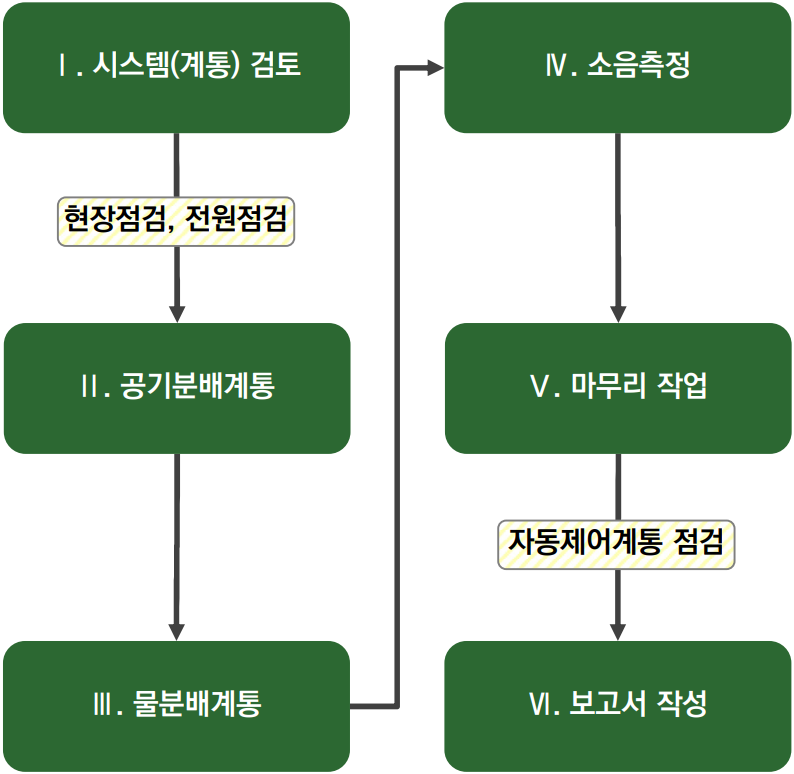 Ⅰ. 시스템(계통) 검토
현장점검, 전원점검
Ⅱ. 공기분배계통
Ⅲ. 물분배계통
Ⅳ. 소음측정
Ⅴ. 마무리 작업
자동제어계통 점검
Ⅵ. 보고서 작성